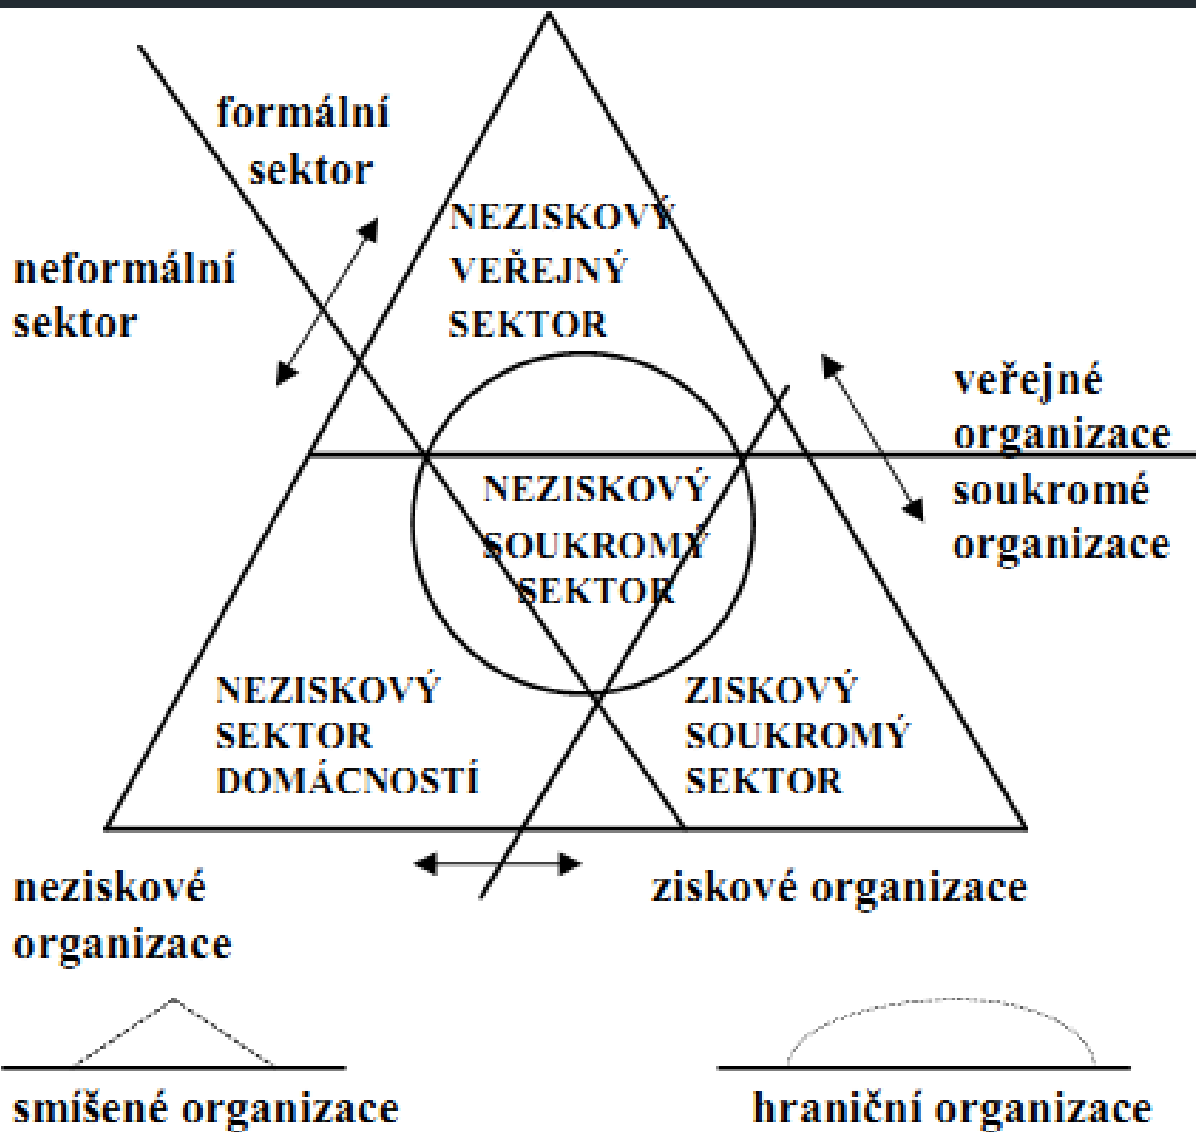 formální
sektor
neformální
sektor
NEZISKOVÝ
VEŘEJNÝ
SEKTOR
veřejné
organizace
soukromé
organizace
NEZISKOVÝ
SOUKROMÝ
SEKTOR
NEZISKOVÝ
SEKTOR
DOMÁCNOSTÍ
ZISKOVÝ
SOUKROMÝ
SEKTOR
neziskové
organizace
ziskové organizace
smíšené organizace
hraniční organizace